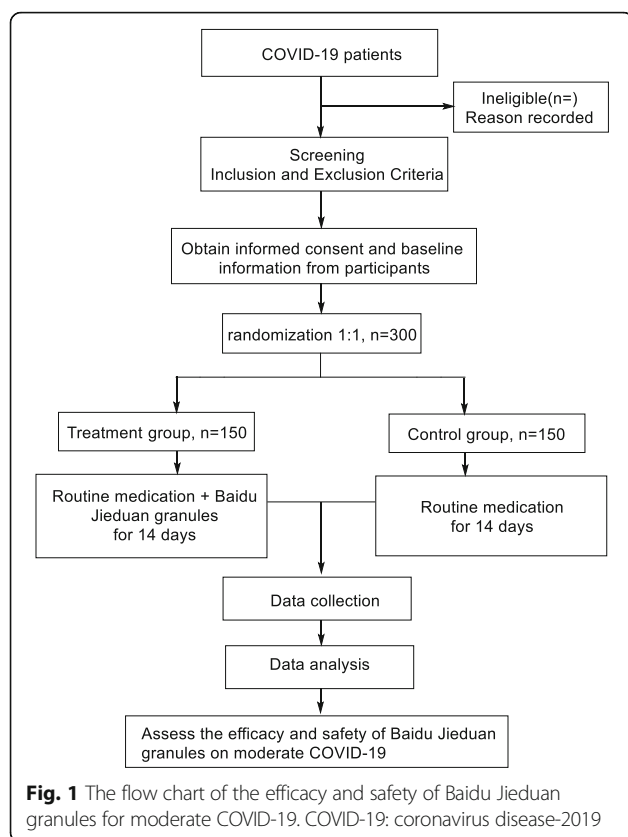 COVID-19 patients
Ineligible(n=)
Reason recorded
Screening
Inclusion and Exclusion Criteria
Obtain informed consent and baseline
information from participants
randomization 1:1, n=300
Treatment group, n=150
Control group, n=150
Routine medication + Baidu
Jieduan granules
for 14 days
Routine medication
for 14 days
Data collection
Data analysis
Assess the efficacy and safety of Baidu Jieduan
granules on moderate COVID-19
Fig. 1 The flow chart of the efficacy and safety of Baidu Jieduan
granules for moderate COVID-19. COVID-19: coronavirus disease-2019